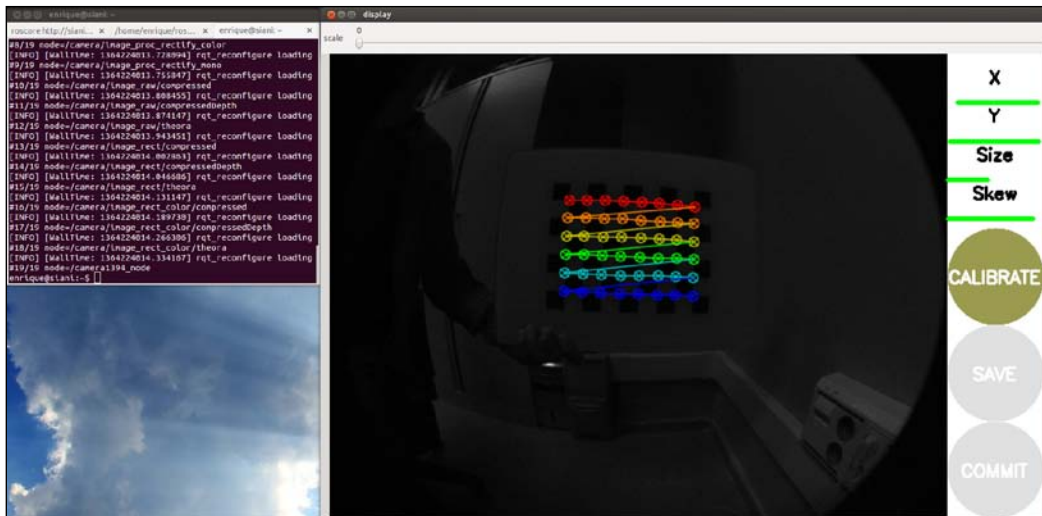 enrique@siani: ~
roscore http://siani... × /home/enrique/ros... × enrique@siani: ~ ×
#8/19 node=/camera/image_proc_rectify_color
[INFO] [WallTime: 1364224013.728094] rqt_reconfigure loading
#9/19 node=/camera/image_proc_rectify_mono
[INFO] [WallTime: 1364224013.755847] rqt_reconfigure loading
#10/19 node=/camera/image_raw/compressed
[INFO] [WallTime: 1364224013.808455] rqt_reconfigure loading
#11/19 node=/camera/image_raw/compressedDepth
[INFO] [WallTime: 1364224013.874147] rqt_reconfigure loading
#12/19 node=/camera/image_raw/theora
[INFO] [WallTime: 1364224013.943451] rqt_reconfigure loading
#13/19 node=/camera/image_rect/compressed
[INFO] [WallTime: 1364224014.002863] rqt_reconfigure loading
#14/19 node=/camera/image_rect/compressedDepth
[INFO] [WallTime: 1364224014.046686] rqt_reconfigure loading
#15/19 node=/camera/image_rect/theora
[INFO] [WallTime: 1364224014.131147] rqt_reconfigure loading
#16/19 node=/camera/image_rect_color/compressed
[INFO] [WallTime: 1364224014.189730] rqt_reconfigure loading
#17/19 node=/camera/image_rect_color/compressedDepth
[INFO] [WallTime: 1364224014.266306] rqt_reconfigure loading
#18/19 node=/camera/image_rect_color/theora
[INFO] [WallTime: 1364224014.334167] rqt_reconfigure loading
#19/19 node=/camera1394_node
enrique@siani:~$
display
scale 0
X
Y
Size
Skew
CALIBRATE
SAVE
COMMIT